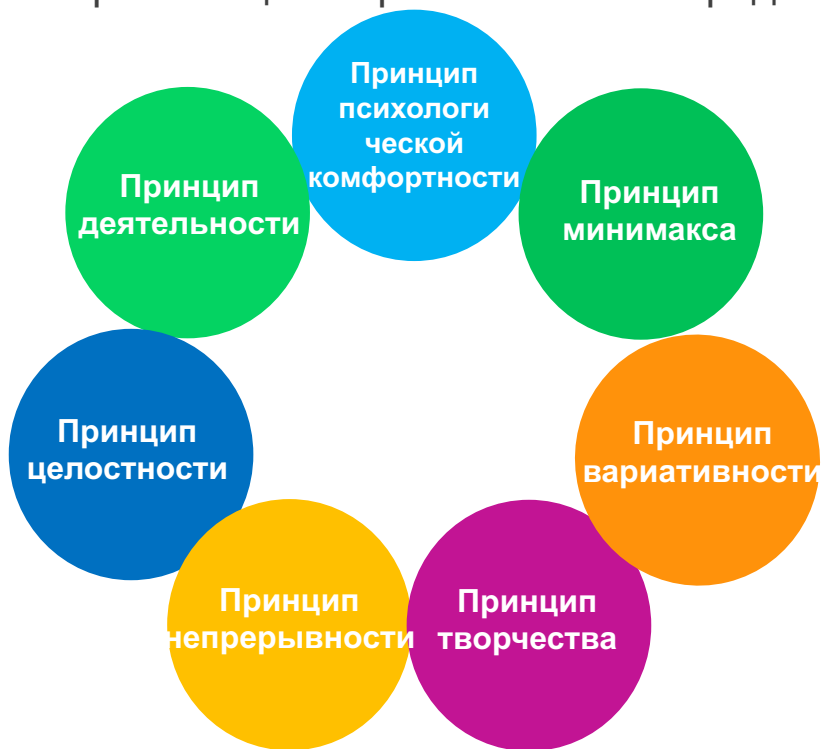 Принцип
психологи
ческой
комфортности
Принцип
деятельности
Принцип
минимакса
Принцип
целостности
Принцип
вариативности
Принцип
непрерывности
Принцип
творчества